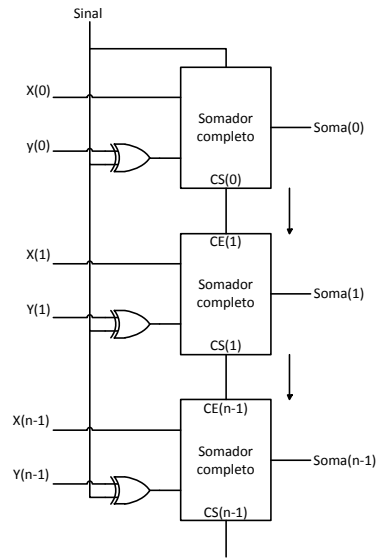 Sinal
X(0)
Somador
completo
Soma(0)
y(0)
CS(0)
CE(1)
X(1)
Somador
completo
Soma(1)
Y(1)
CS(1)
CE(n-1)
X(n-1)
Somador
completo
Soma(n-1)
Y(n-1)
CS(n-1)